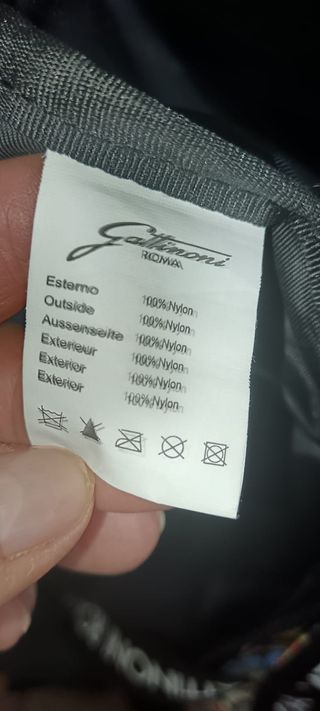 Gattinoni
ROMA
Esterno 100% Nylon
Outside 100% Nylon
Aussenseite 100% Nylon
Exterieur 100% Nylon
Exterior 100% Nylon
Exterior 100% Nylon